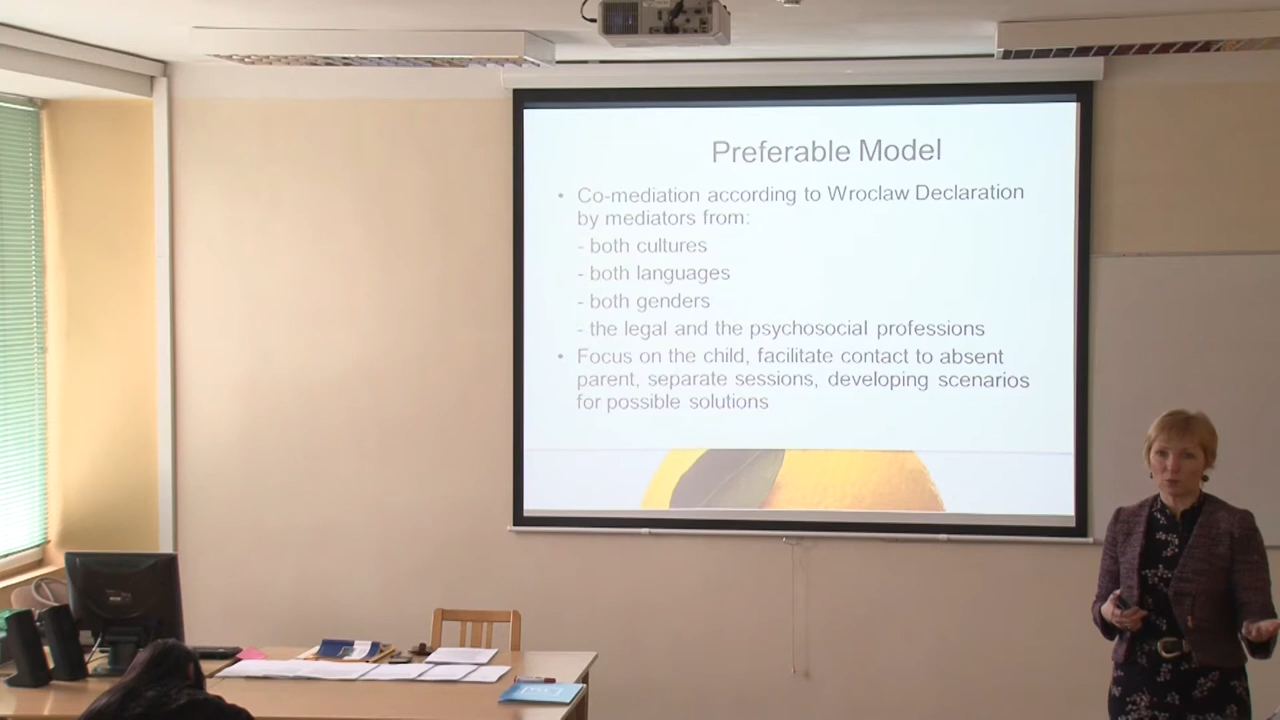 Preferable Model
• Co-mediation according to Wroclaw Declaration
by mediators from:
- both cultures
- both languages
- both genders
- the legal and the psychosocial professions
• Focus on the child, facilitate contact to absent
parent, separate sessions, developing scenarios
for possible solutions